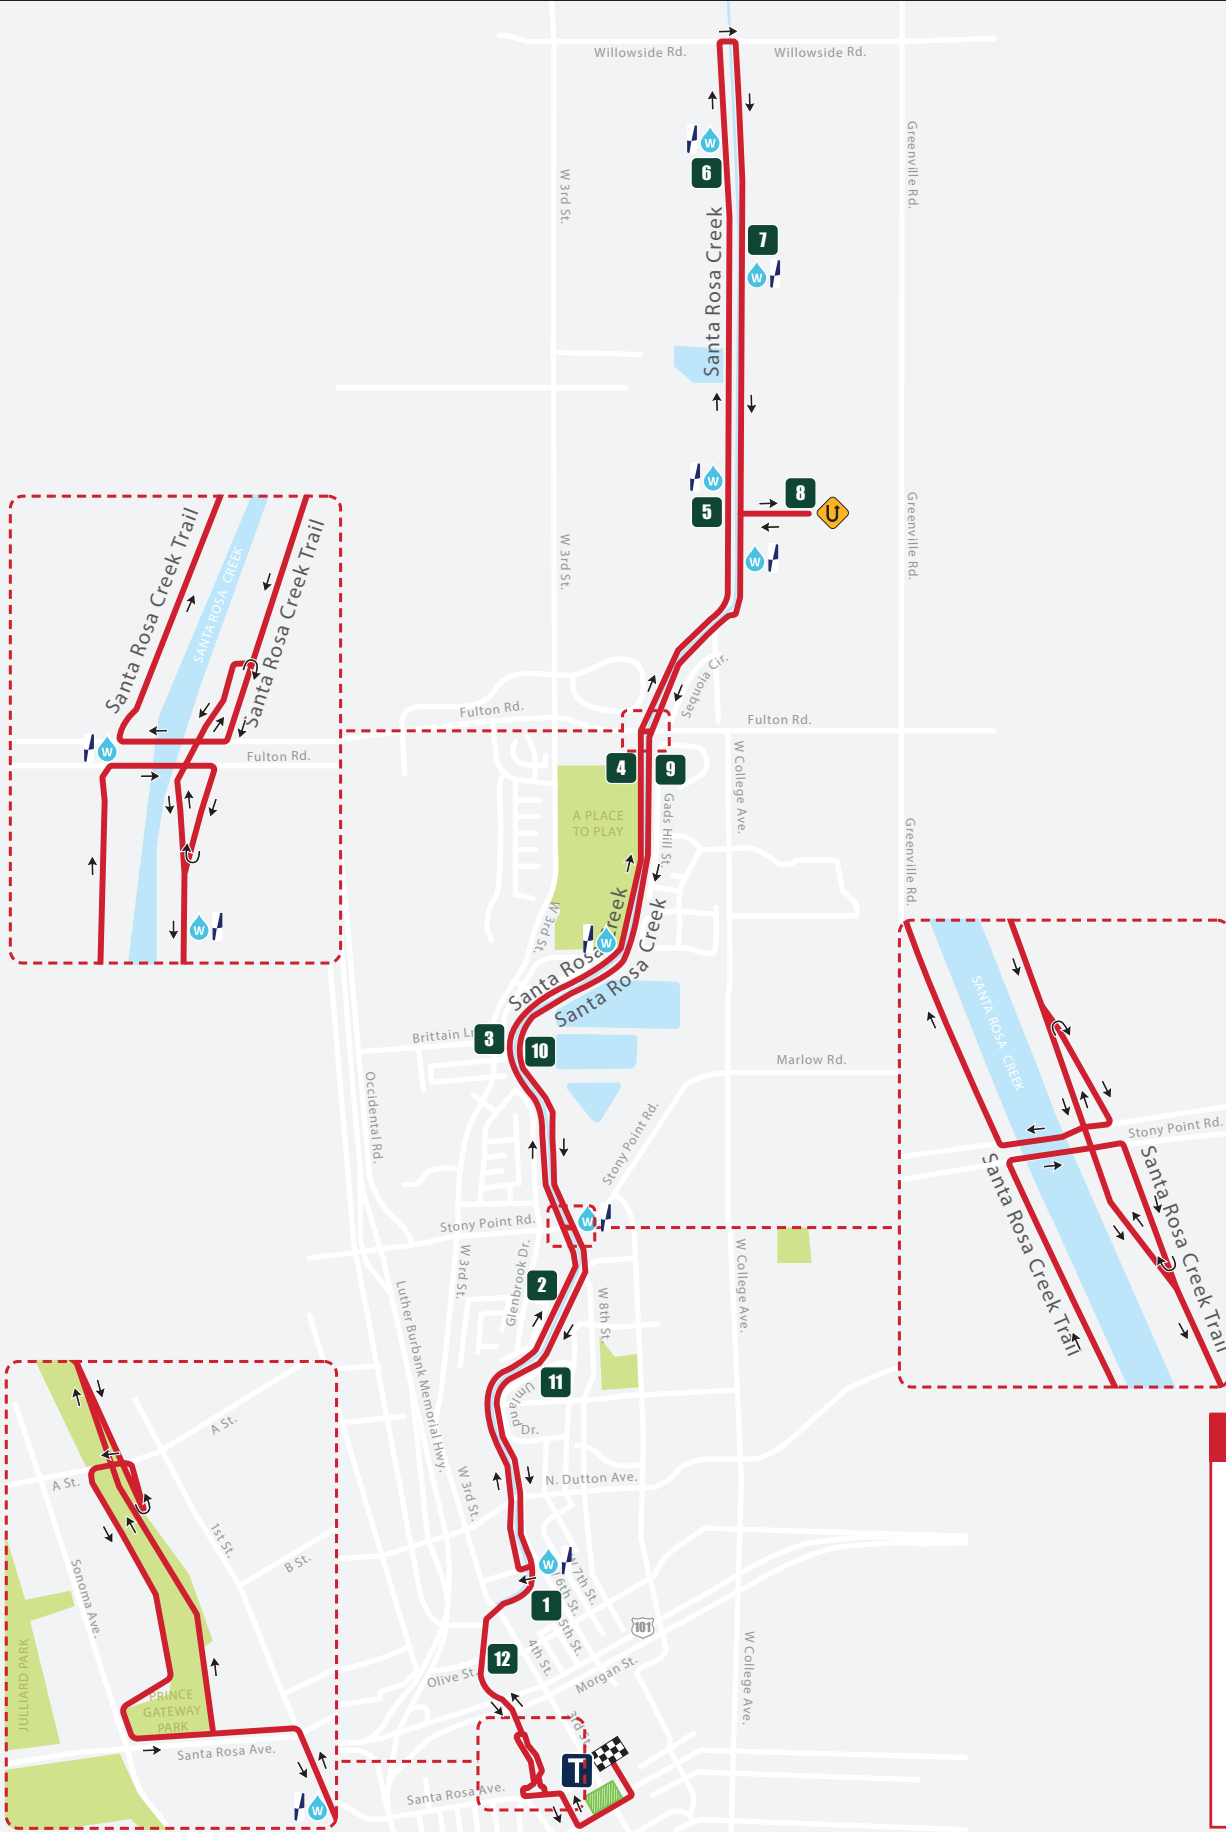 Willowside Rd.
Willowside Rd.
W 3rd St.
Greenville Rd.
W
6
Santa Rosa Creek
7
W
W
5
8
W
W 3rd St.
Greenville Rd.
Santa Rosa Creek Trail
SANTA ROSA CREEK
Santa Rosa Creek Trail
W
Fulton Rd.
W
Sequoia Cir.
Fulton Rd.
Fulton Rd.
4
9
W College Ave.
A PLACE
TO PLAY
Gads Hill St.
Greenville Rd.
W 3rd St.
W
Santa Rosa Creek
Santa Rosa Creek
Brittain Ln
3
10
Marlow Rd.
Occidental Rd.
Stony Point Rd.
Stony Point Rd.
W
SANTA ROSA CREEK
Stony Point Rd.
Santa Rosa Creek Trail
Santa Rosa Creek Trail
W 3rd St.
Glenbrook Dr.
W College Ave.
2
W 8th St.
Luther Burbank Memorial Hwy.
11
Umland
Dr.
W 3rd St.
N. Dutton Ave.
A St.
A St.
1st St.
B St.
Sonoma Ave.
JULLIARD PARK
PRINCE
GATEWAY
PARK
Santa Rosa Ave.
W
W
7th St.
6th St.
1
5th St.
101
4th St.
12
Olive St.
Morgan St.
W College Ave.
3rd St.
T
Santa Rosa Ave.